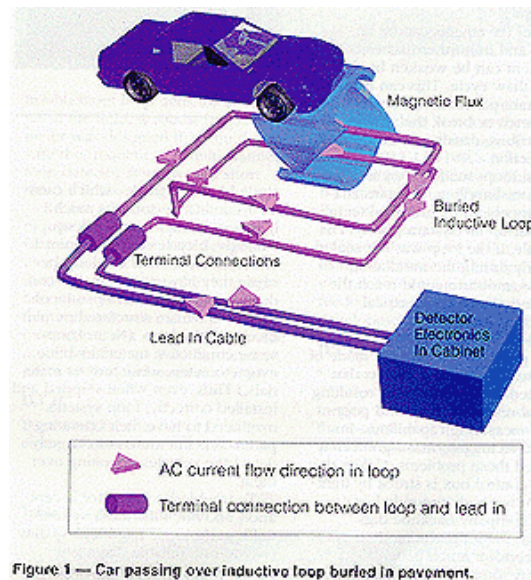 Magnetic Flux
Buried
Inductive Loop
Terminal Connections
Detector
Electronics
In Cabinet
Lead In Cable
AC current flow direction in loop
Terminal connection between loop and lead in
Figure 1 — Car passing over inductive loop buried in pavement.